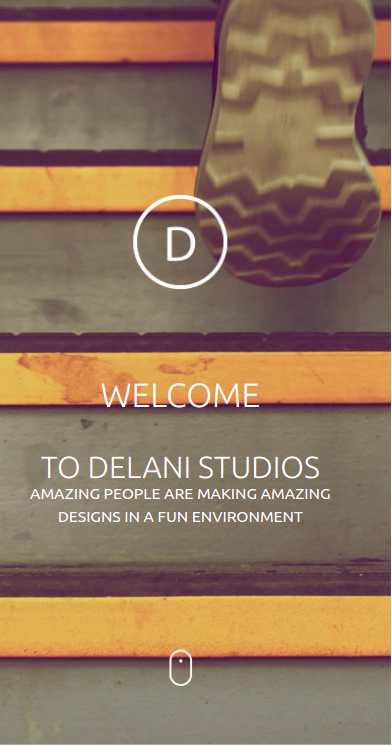 D
WELCOME
TO DELANI STUDIOS
AMAZING PEOPLE ARE MAKING AMAZING
DESIGNS IN A FUN ENVIRONMENT